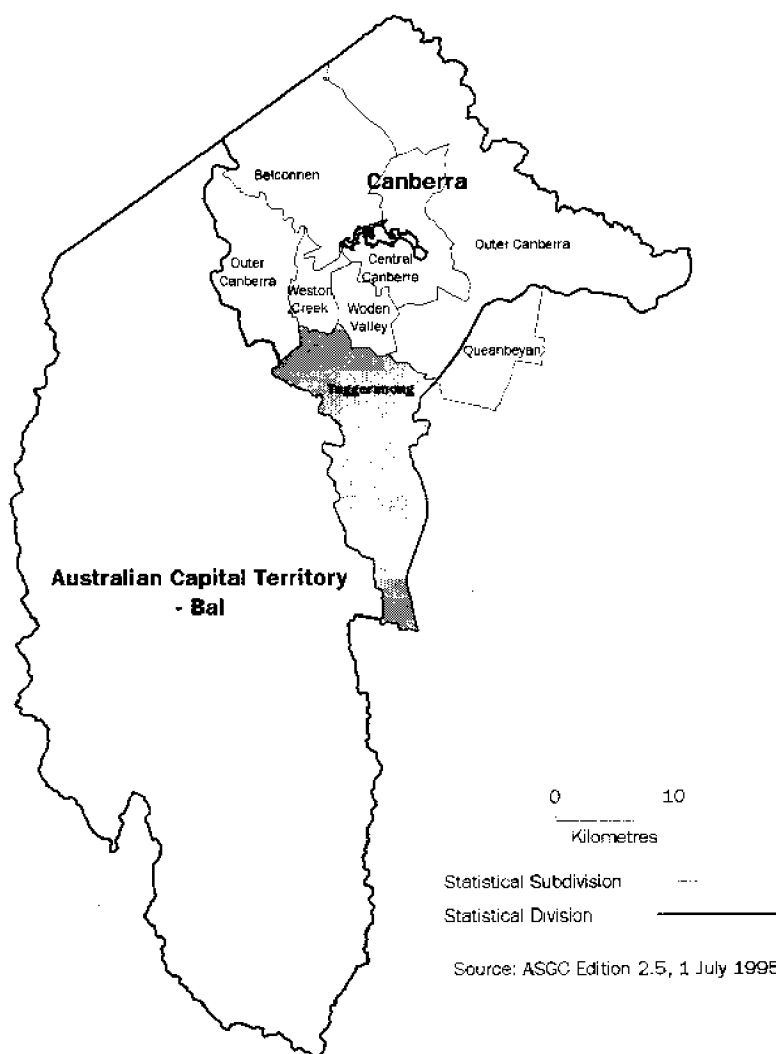 Belconnen
Canberra
Outer Canberra
Outer
Canberra
Central
Canberra
Weston
Creek
Woden
Valley
Queanbeyan
Tuggeranong
Australian Capital Territory
- Bal
0 10
Kilometres
Statistical Subdivision
Statistical Division
Source: ASGC Edition 2.5, 1 July 1995